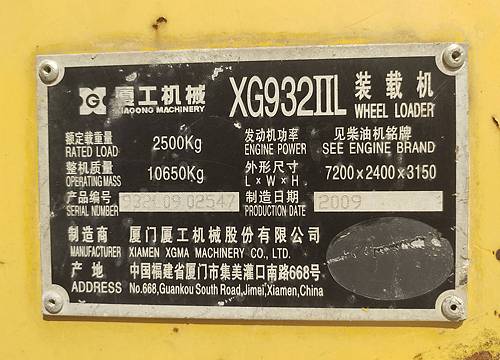 厦工机械 XG932ⅢL 装载机
XIAGONG MACHINERY WHEEL LOADER
额定载重量 2500Kg 发动机功率 见柴油机铭牌
RATED LOAD ENGINE POWER SEE ENGINE BRAND
整机质量 10650Kg 外形尺寸 7200×2400×3150
OPERATING MASS L×W×H
产品编号 932L09 02547 制造日期 2009
SERIAL NUMBER PRODUCTION DATE
制造商 厦门厦工机械股份有限公司
MANUFACTURER XIAMEN XGMA MACHINERY CO., LTD.
产地 中国福建省厦门市集美灌口南路668号
ADDRESS No.668,Guankou South Road,Jimei,Xiamen,China